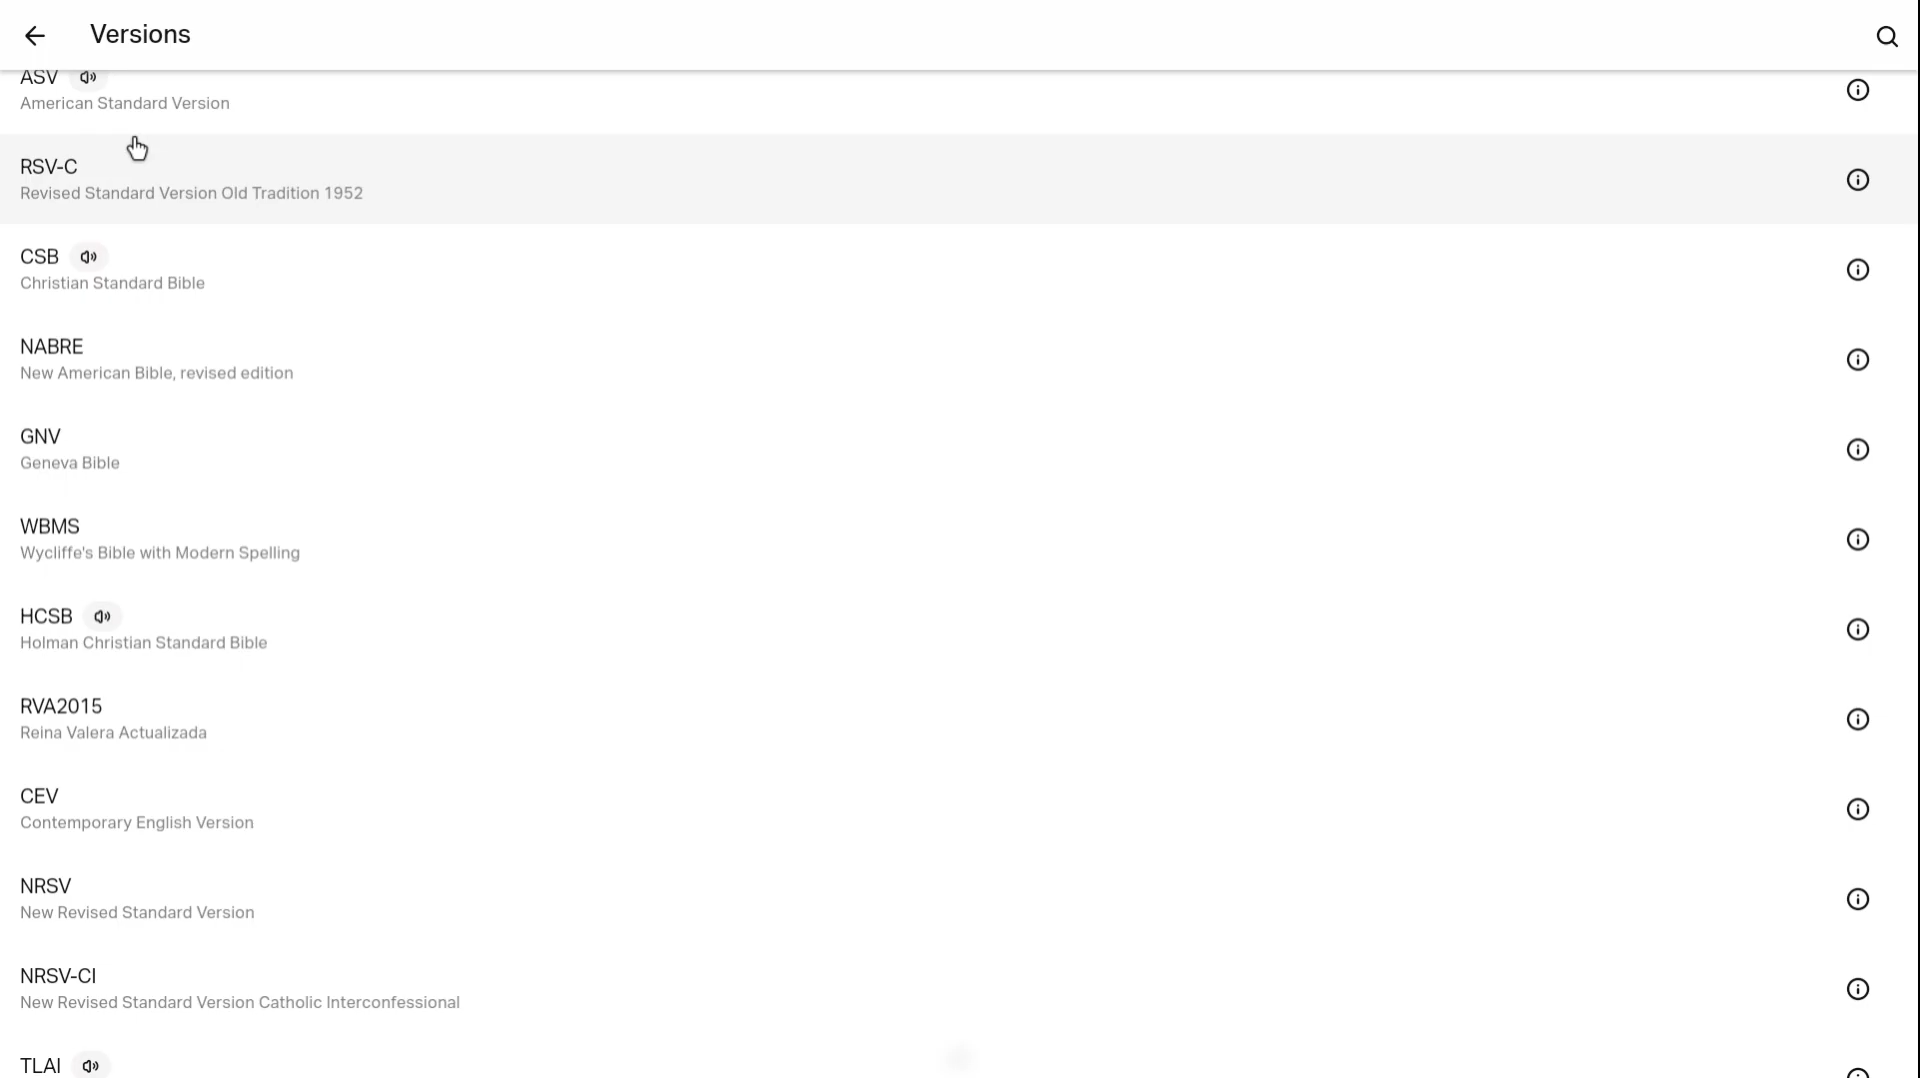 Versions
ASV
American Standard Version
RSV-C
Revised Standard Version Old Tradition 1952
CSB
Christian Standard Bible
NABRE
New American Bible, revised edition
GNV
Geneva Bible
WBMS
Wycliffe's Bible with Modern Spelling
HCSB
Holman Christian Standard Bible
RVA2015
Reina Valera Actualizada
CEV
Contemporary English Version
NRSV
New Revised Standard Version
NRSV-CI
New Revised Standard Version Catholic Interconfessional
TLAI